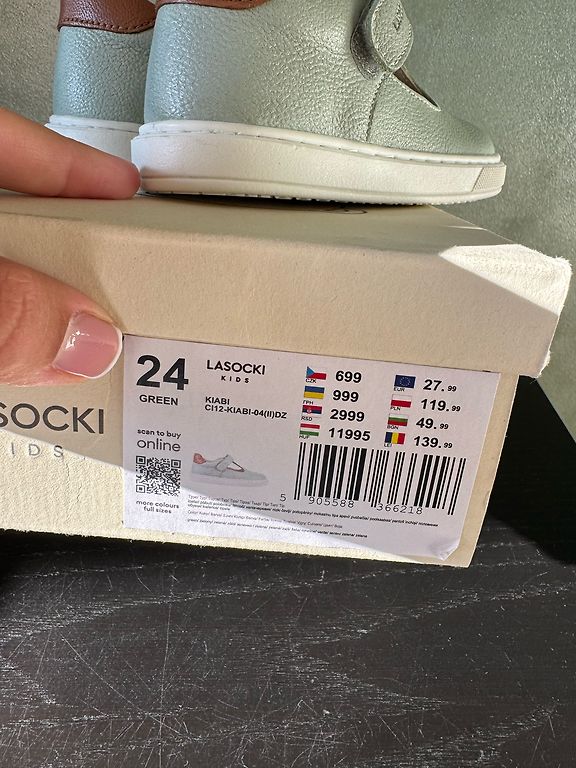 24
GREEN
LASOCKI
KIDS
KIABI
CI12-KIABI-04(II)DZ
scan to buy
online
more colours
full sizes
CZK 699
ГРН 999
RSD 2999
HUF 11995
EUR 27.99
PLN 119.99
BGN 49.99
LEI 139.99
5 905588 366218
SOCKI
KIDS